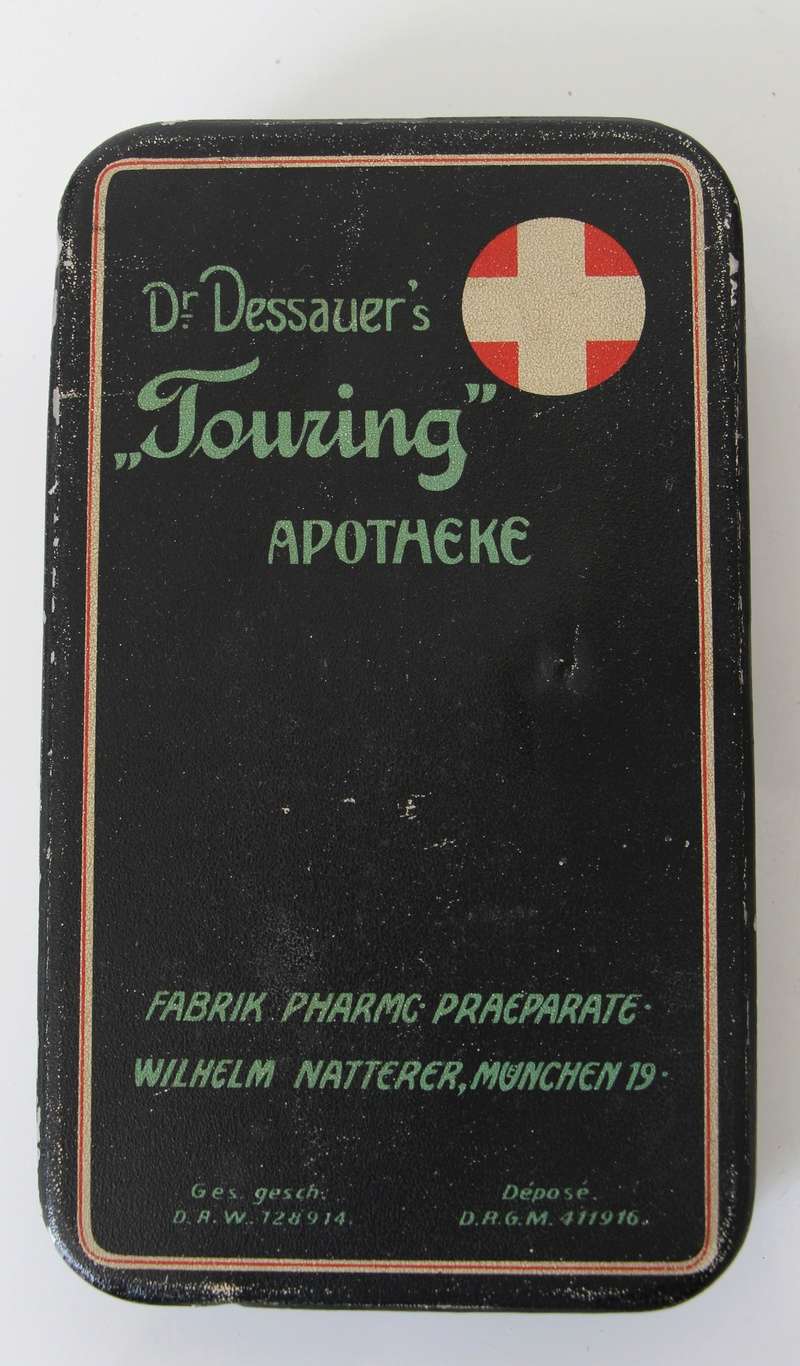 Dr Dessauer's
„Touring”
APOTHEKE
FABRIK PHARMC· PRAEPARATE·
WILHELM NATTERER, MÜNCHEN 19·
Ges. gesch. Déposé.
D.R.W. 128914. D.R.G.M. 411916.